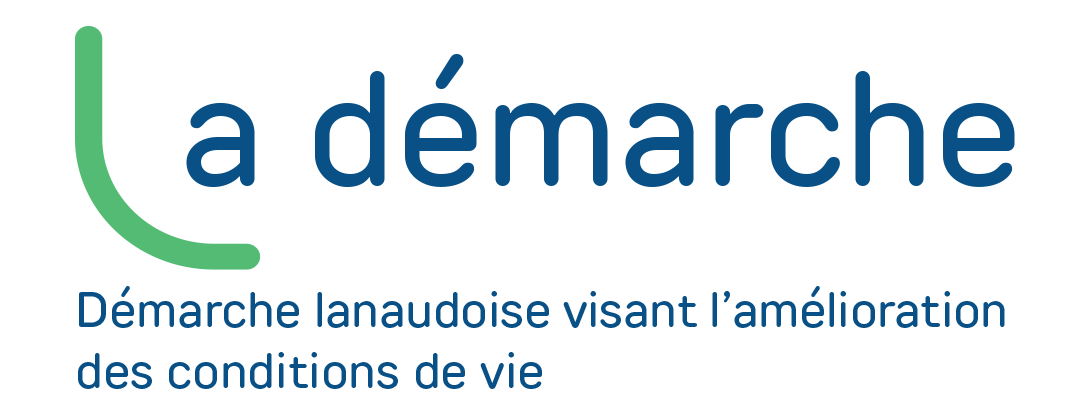 La démarche
Démarche lanaudoise visant l’amélioration
des conditions de vie